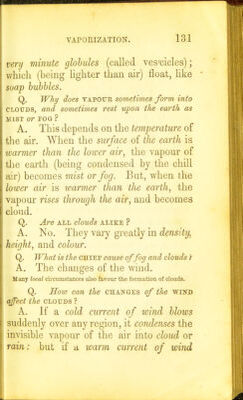 VAPORIZATION. 131
very minute globules (called vesicles);
which (being lighter than air) float, like
soap bubbles.
Q. Why does VAPOUR sometimes form into
CLOUDS, and sometimes rest upon the earth as
MIST or FOG?
A. This depends on the temperature of
the air. When the surface of the earth is
warmer than the lower air, the vapour of
the earth (being condensed by the chill
air) becomes mist or fog. But, when the
lower air is warmer than the earth, the
vapour rises through the air, and becomes
cloud.
Q. Are ALL clouds ALIKE?
A. No. They vary greatly in density,
height, and colour.
Q. What is the CHIEF cause of fog and clouds?
A. The changes of the wind.
Many local circumstances also favour the formation of clouds.
Q. How can the CHANGES of the WIND
affect the CLOUDS?
A. If a cold current of wind blows
suddenly over any region, it condenses the
invisible vapour of the air into cloud or
rain: but if a warm current of wind